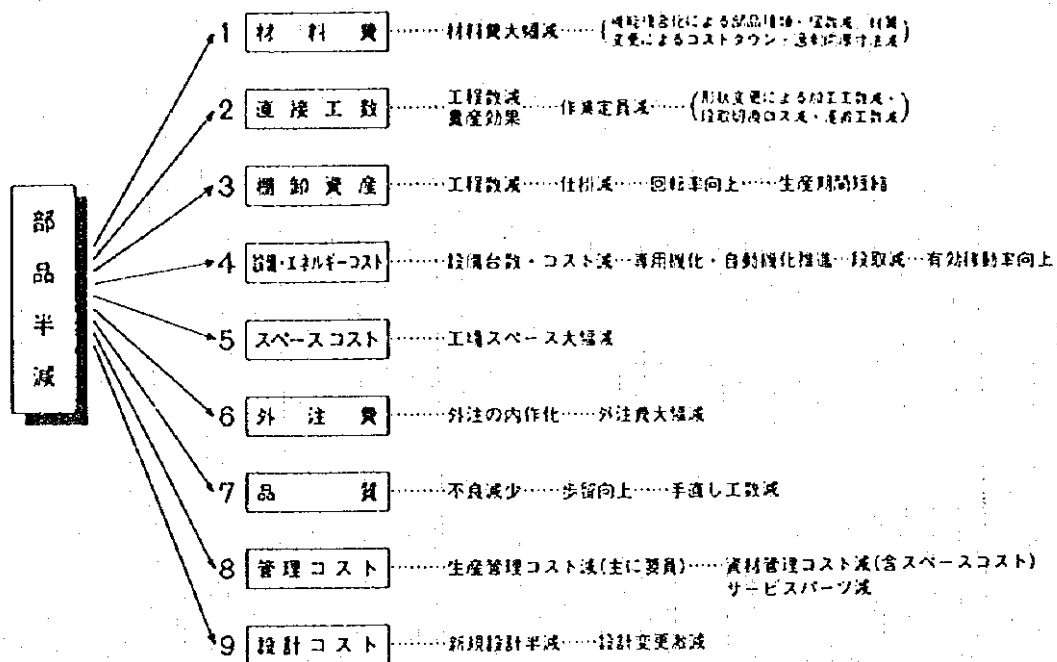 部品半減
1 材料費……材料費大幅減……(機能複合化による部品種類・個数減 材質
変更によるコストダウン・
2 直接工数……工程数減
量産効果……作業定員減……(形状変更による加工工数減・
段取切換ロス減・運搬工数減)
3 棚卸資産……工程数減……仕掛減……回転率向上……生産期間短縮
4 設備・エネルギーコスト……設備台数・コスト減…専用機化・自動機化推進…段取減…有効稼動率向上
5 スペースコスト……工場スペース大幅減
6 外注費……外注の内作化……外注費大幅減
7 品質……不良減少……歩留向上……手直し工数減
8 管理コスト……生産管理コスト減(主に要員)……資材管理コスト減(含スペースコスト)
サービスパーツ減
9 設計コスト……新規設計半減……設計変更激減